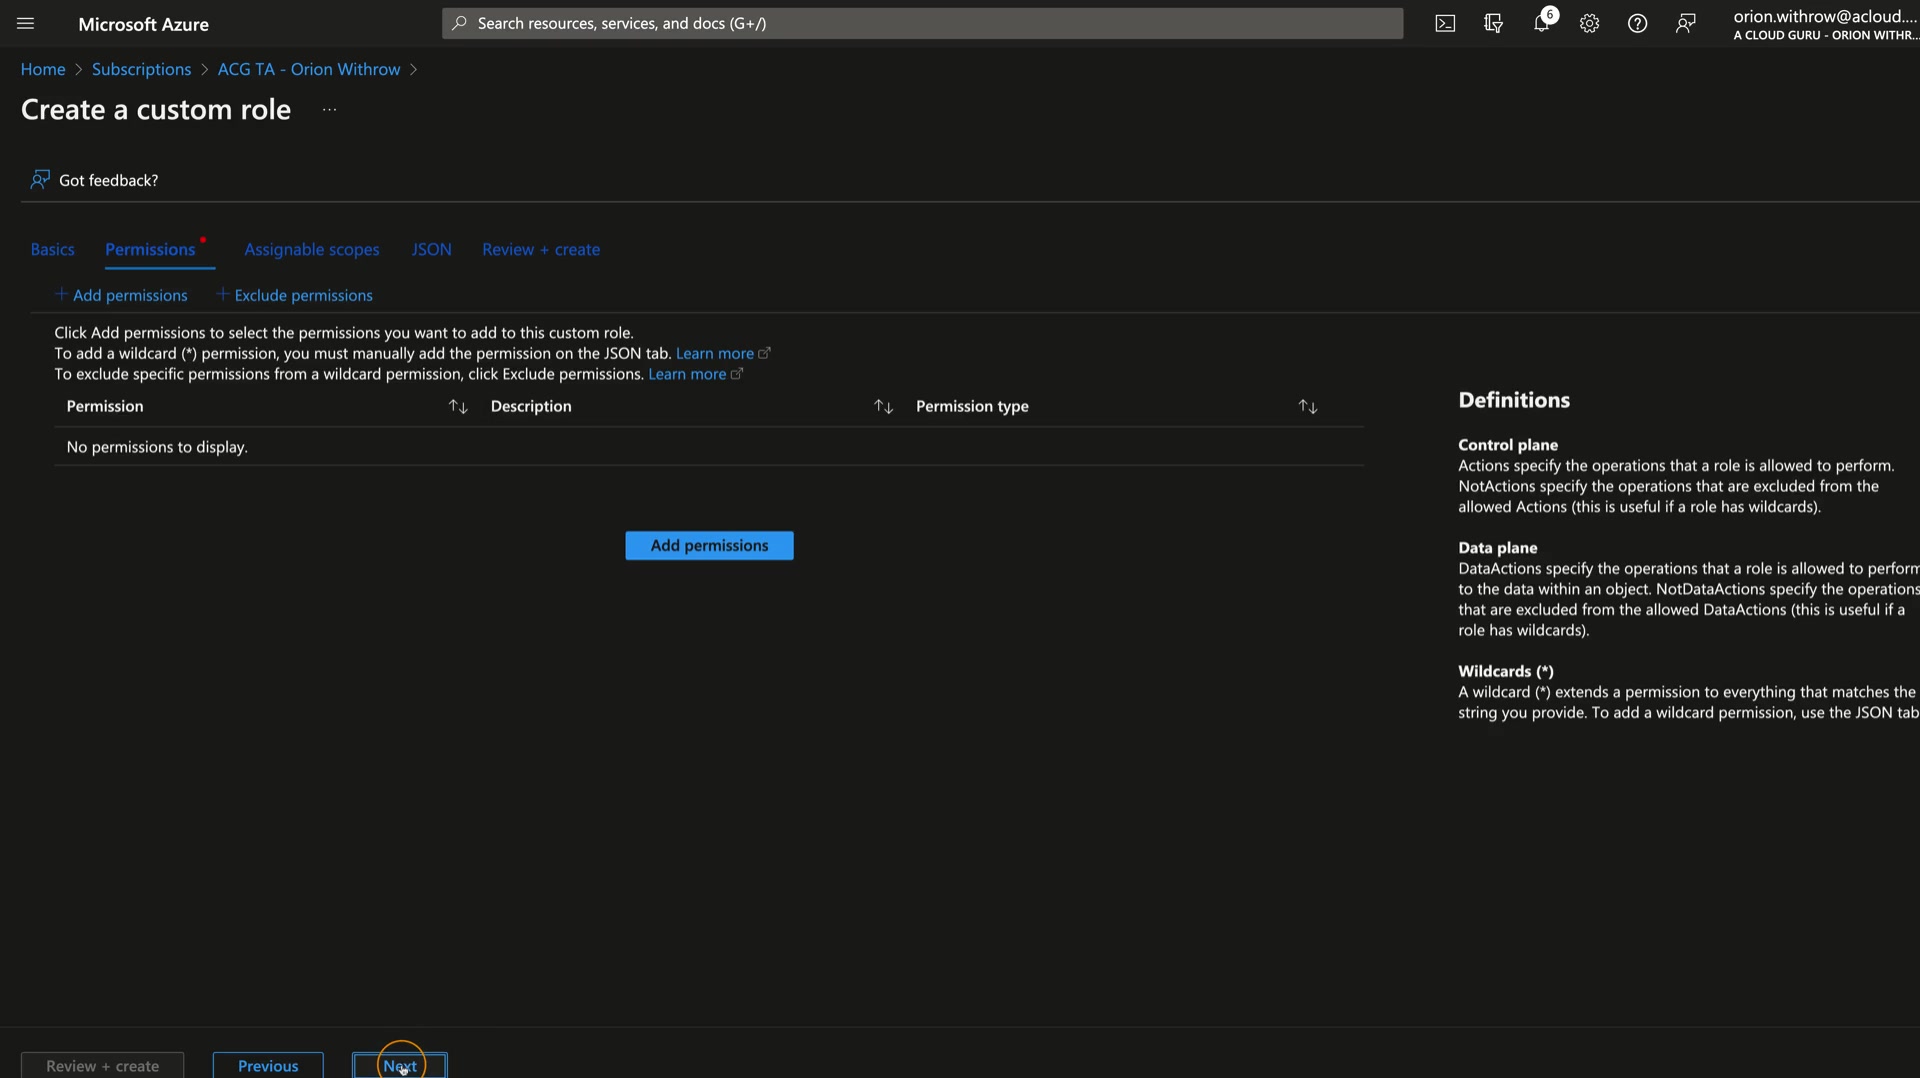 Microsoft Azure
Search resources, services, and docs (G+/)
6
orion.withrow@acloud....
A CLOUD GURU - ORION WITHR...
Home > Subscriptions > ACG TA - Orion Withrow >
Create a custom role ...
Got feedback?
Basics Permissions Assignable scopes JSON Review + create
+ Add permissions + Exclude permissions
Click Add permissions to select the permissions you want to add to this custom role.
To add a wildcard (*) permission, you must manually add the permission on the JSON tab. Learn more
To exclude specific permissions from a wildcard permission, click Exclude permissions. Learn more
Permission Description Permission type
No permissions to display.
Add permissions
Definitions
Control plane
Actions specify the operations that a role is allowed to perform.
NotActions specify the operations that are excluded from the
allowed Actions (this is useful if a role has wildcards).
Data plane
DataActions specify the operations that a role is allowed to perform
to the data within an object. NotDataActions specify the operations
that are excluded from the allowed DataActions (this is useful if a
role has wildcards).
Wildcards (*)
A wildcard (*) extends a permission to everything that matches the
string you provide. To add a wildcard permission, use the JSON tab
Review + create Previous Next